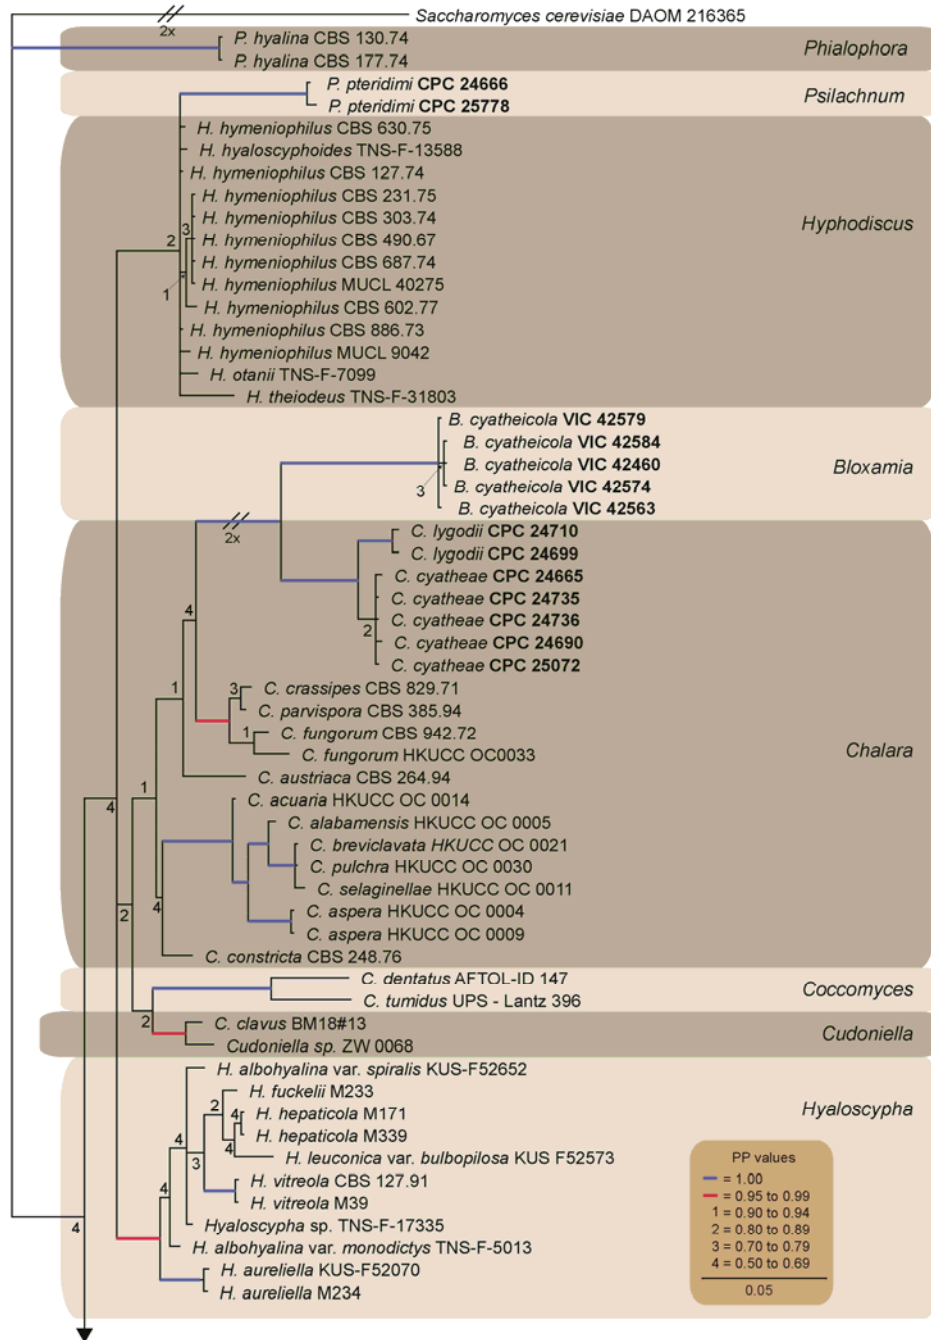 Saccharomyces cerevisiae DAOM 216365
2x
P. hyalina CBS 130.74
Phialophora
P. hyalina CBS 177.74
P. pteridimi CPC 24666
Psilachnum
P. pteridimi CPC 25778
H. hymeniophilus CBS 630.75
H. hyaloscyphoides TNS-F-13588
H. hymeniophilus CBS 127.74
H. hymeniophilus CBS 231.75
H. hymeniophilus CBS 303.74
Hyphodiscus
3
2
H. hymeniophilus CBS 490.67
H. hymeniophilus CBS 687.74
H. hymeniophilus MUCL 40275
1
H. hymeniophilus CBS 602.77
H. hymeniophilus CBS 886.73
H. hymeniophilus MUCL 9042
H. otanii TNS-F-7099
H. theiodeus TNS-F-31803
B. cyatheicola VIC 42579
B. cyatheicola VIC 42584
B. cyatheicola VIC 42460
Bloxamia
3
B. cyatheicola VIC 42574
B. cyatheicola VIC 42563
C. lygodii CPC 24710
2x
C. lygodii CPC 24699
C. cyatheae CPC 24665
C. cyatheae CPC 24735
4
C. cyatheae CPC 24736
2
C. cyatheae CPC 24690
C. cyatheae CPC 25072
1
3
C. crassipes CBS 829.71
C. parvispora CBS 385.94
1
C. fungorum CBS 942.72
C. fungorum HKUCC OC0033
Chalara
C. austriaca CBS 264.94
1
C. acuaria HKUCC OC 0014
4
C. alabamensis HKUCC OC 0005
C. breviclavata HKUCC OC 0021
C. pulchra HKUCC OC 0030
C. selaginellae HKUCC OC 0011
4
C. aspera HKUCC OC 0004
2
C. aspera HKUCC OC 0009
C. constricta CBS 248.76
C. dentatus AFTOL-ID 147
Coccomyces
C. tumidus UPS - Lantz 396
2
C. clavus BM18#13
Cudoniella
Cudoniella sp. ZW 0068
H. albohyalina var. spiralis KUS-F52652
H. fuckelii M233
Hyaloscypha
2
4
H. hepaticola M171
4
H. hepaticola M339
4
3
H. leuconica var. bulbopilosa KUS F52573
H. vitreola CBS 127.91
4
H. vitreola M39
Hyaloscypha sp. TNS-F-17335
4
H. albohyalina var. monodictys TNS-F-5013
H. aureliella KUS-F52070
H. aureliella M234
PP values
= 1.00
= 0.95 to 0.99
1 = 0.90 to 0.94
2 = 0.80 to 0.89
3 = 0.70 to 0.79
4 = 0.50 to 0.69
0.05